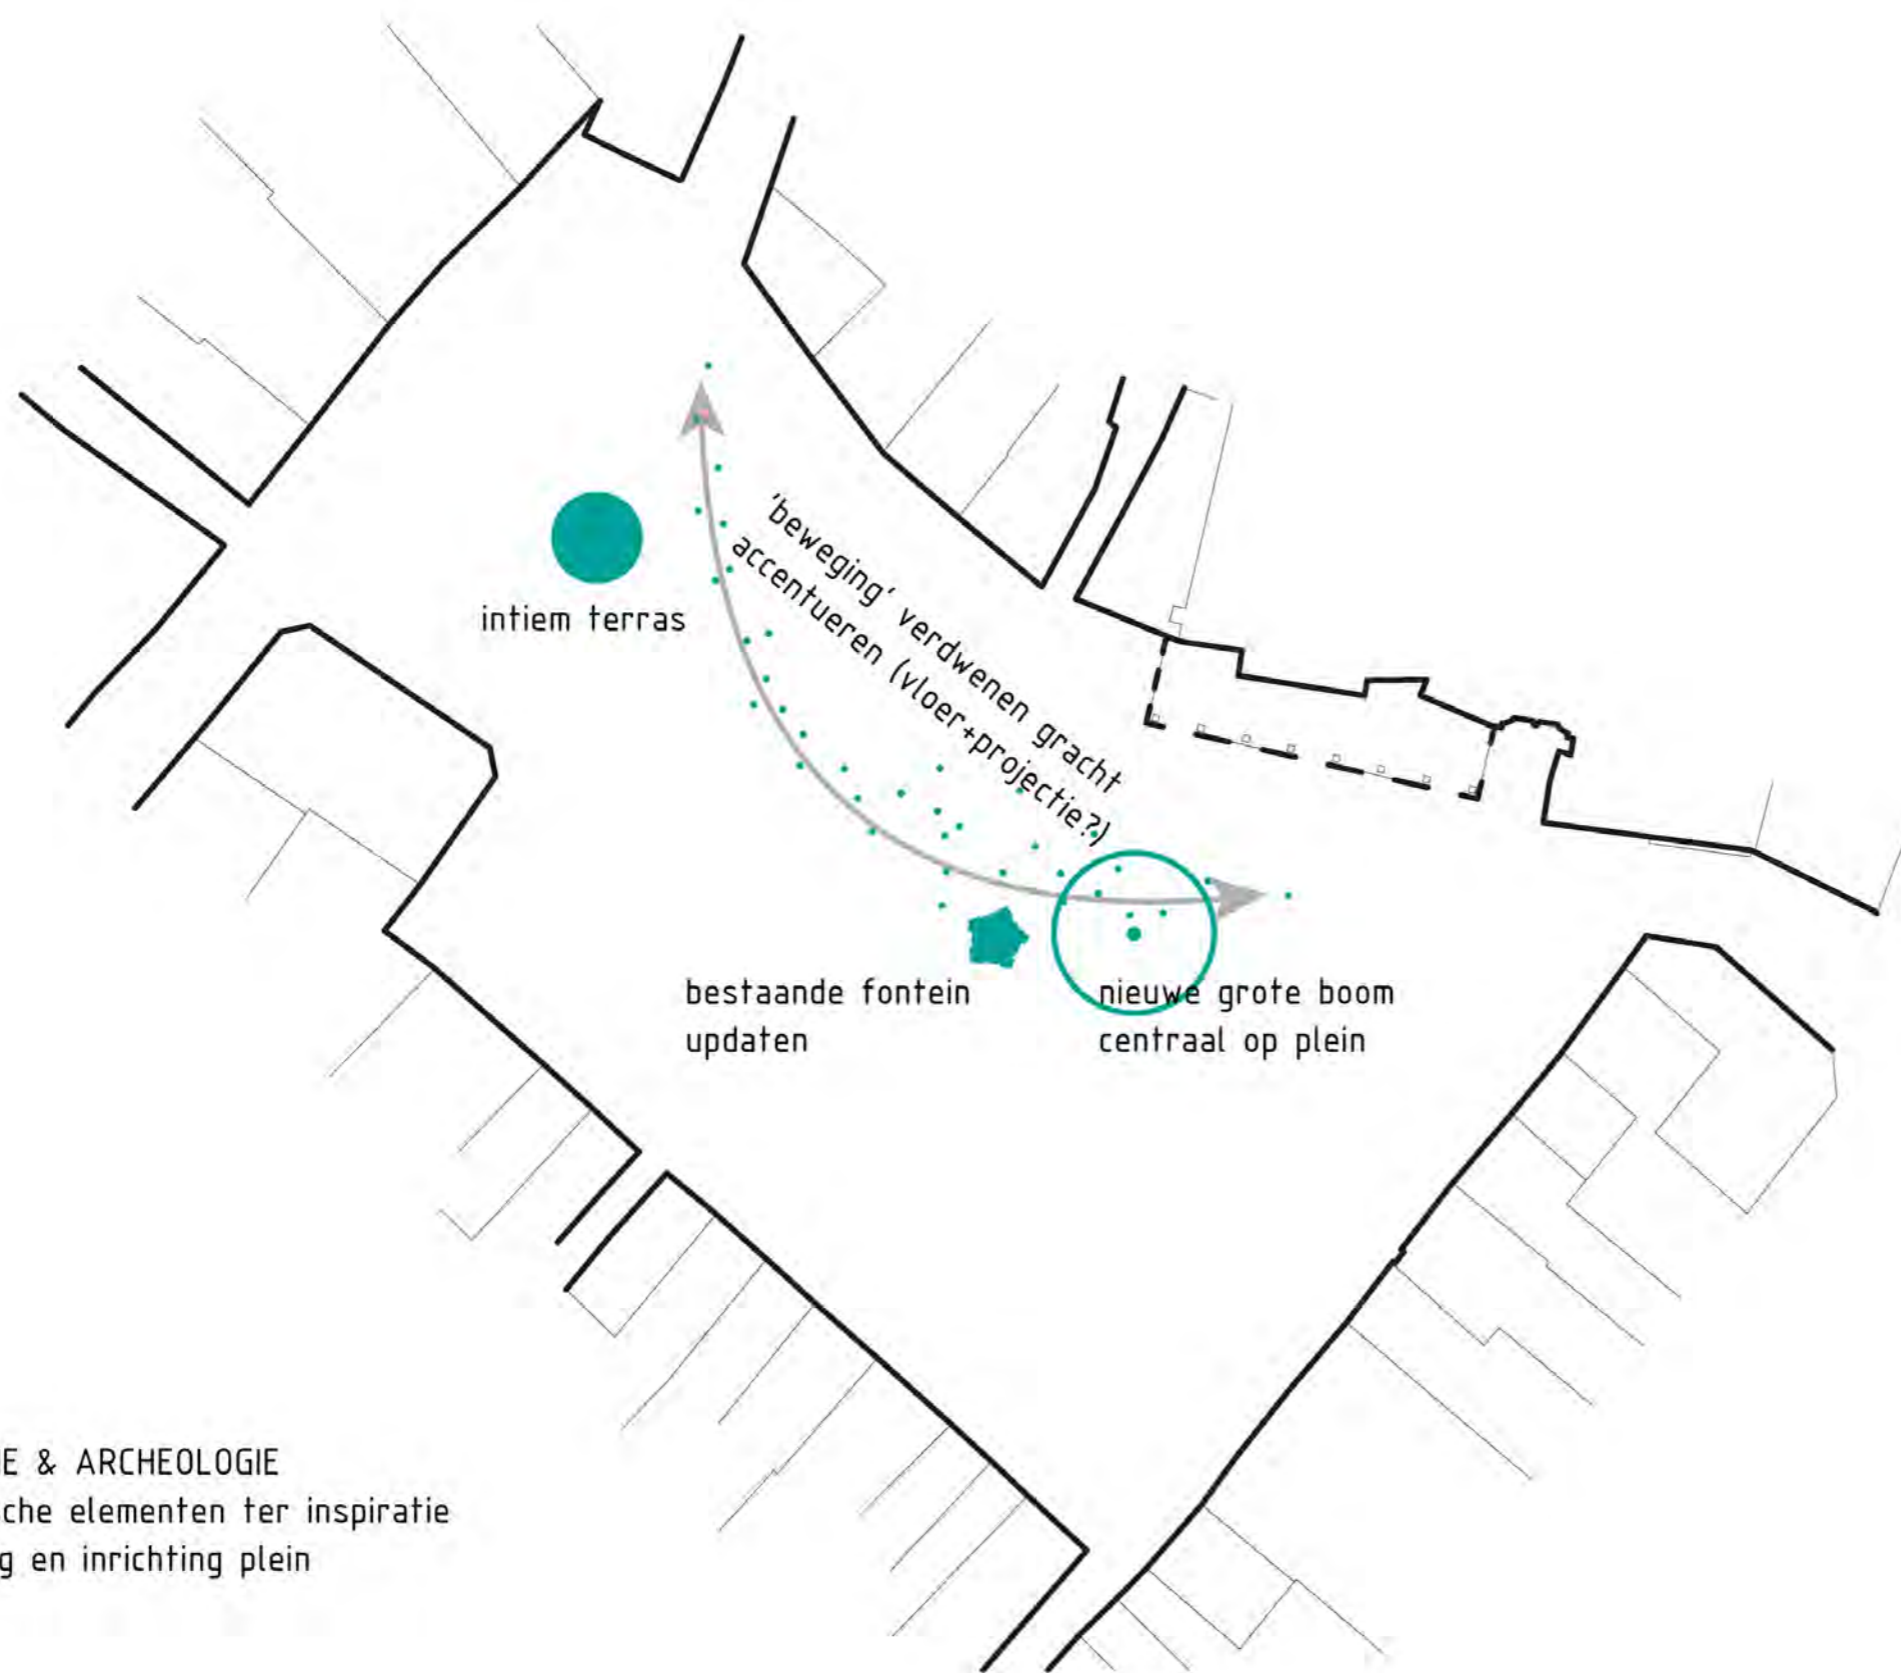 'beweging' verdwenen gracht
accentueren (vloer+projectie?)
intiem terras
bestaande fontein
updaten
nieuwe grote boom
centraal op plein
E & ARCHEOLOGIE
che elementen ter inspiratie
g en inrichting plein